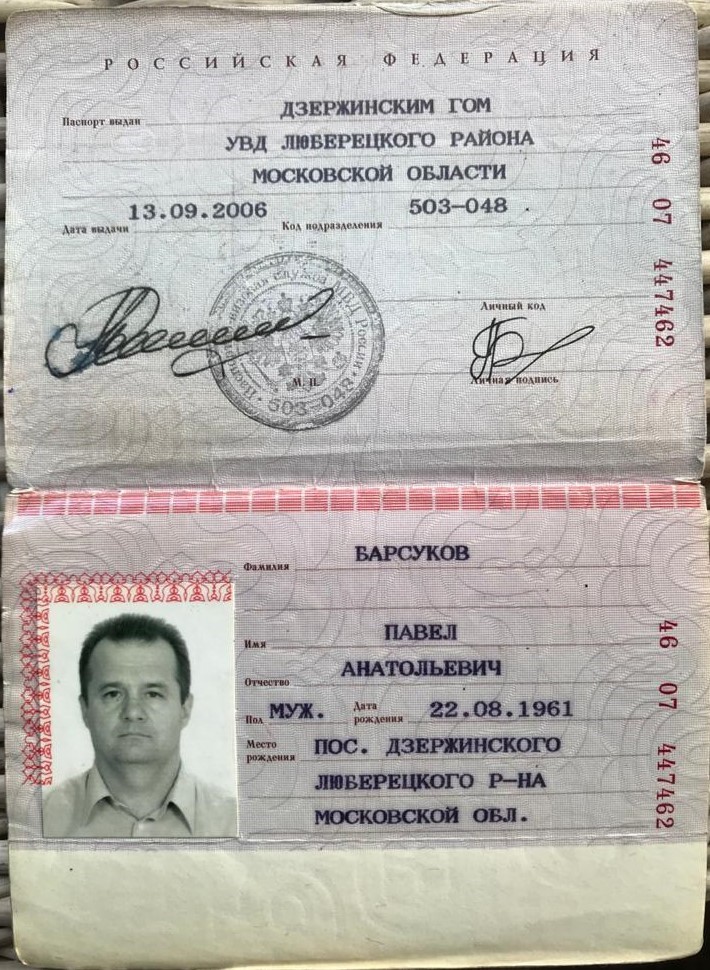 РОССИЙСКАЯ ФЕДЕРАЦИЯ
Паспорт выдан ДЗЕРЖИНСКИМ ГОМ
УВД ЛЮБЕРЕЦКОГО РАЙОНА
МОСКОВСКОЙ ОБЛАСТИ
Дата выдачи 13.09.2006 Код подразделения 503-048
Личный код
М. П.
Личная подпись
503-048
МВД России
46 07 447462
Фамилия БАРСУКОВ
Имя ПАВЕЛ
Отчество АНАТОЛЬЕВИЧ
Пол МУЖ. Дата рождения 22.08.1961
Место рождения ПОС. ДЗЕРЖИНСКОГО
ЛЮБЕРЕЦКОГО Р-НА
МОСКОВСКОЙ ОБЛ.
46 07 447462